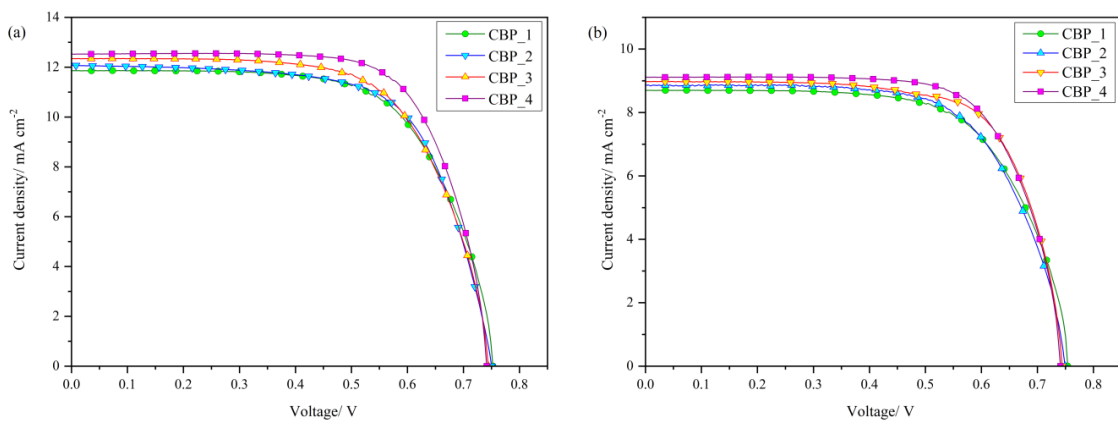 (a)
14
12
10
8
6
4
2
0
Current density/ mA cm⁻²
0.0 0.1 0.2 0.3 0.4 0.5 0.6 0.7 0.8
Voltage/ V
CBP_1
CBP_2
CBP_3
CBP_4
(b)
10
8
6
4
2
0
Current density/ mA cm⁻²
0.0 0.1 0.2 0.3 0.4 0.5 0.6 0.7 0.8
Voltage/ V
CBP_1
CBP_2
CBP_3
CBP_4